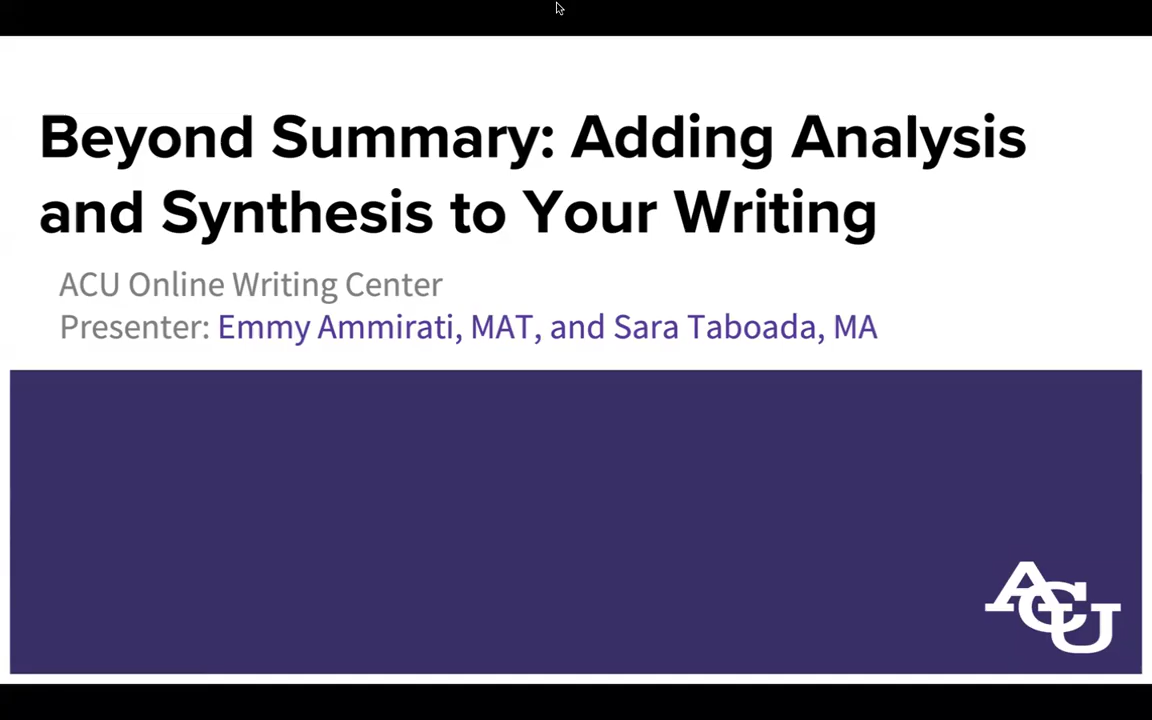 Beyond Summary: Adding Analysis
and Synthesis to Your Writing
ACU Online Writing Center
Presenter: Emmy Ammirati, MAT, and Sara Taboada, MA
ACU